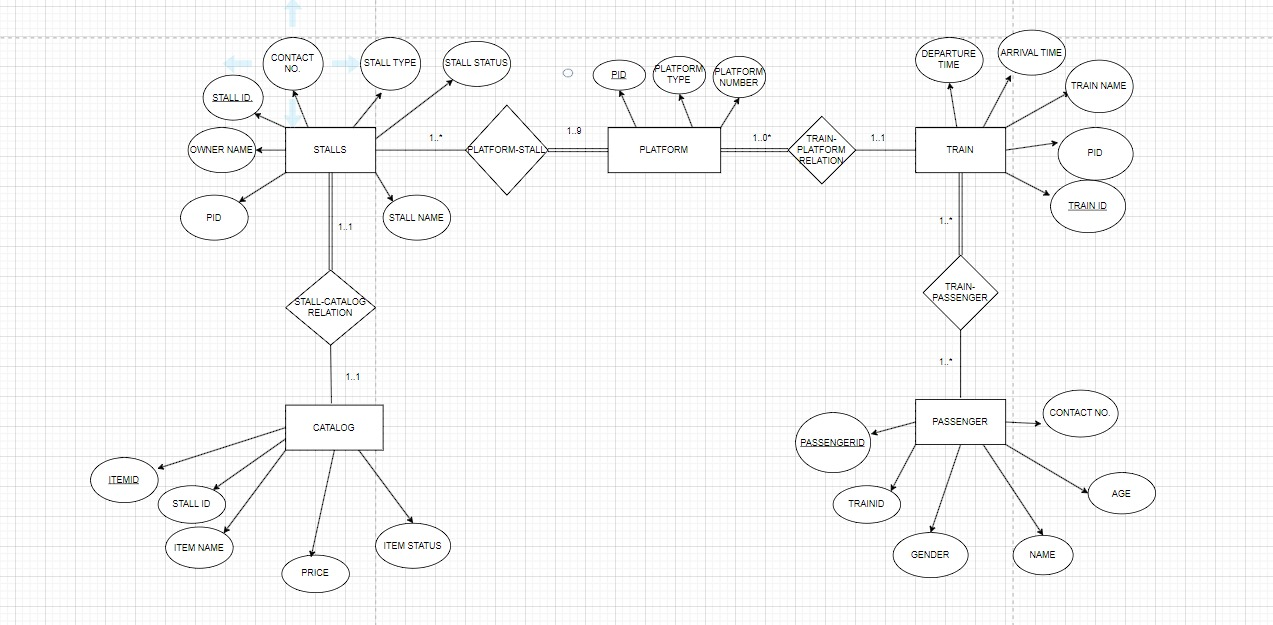 CONTACT
NO.
STALL TYPE
STALL STATUS
STALL ID.
OWNER NAME
STALLS
PID
STALL NAME
1..*
PLATFORM-STALL
1..9
PID
PLATFORM
TYPE
PLATFORM
NUMBER
PLATFORM
1..0*
TRAIN-
PLATFORM
RELATION
1..1
DEPARTURE
TIME
ARRIVAL TIME
TRAIN NAME
TRAIN
PID
TRAIN ID
1..1
STALL-CATALOG
RELATION
1..1
1..*
TRAIN-
PASSENGER
1..*
CATALOG
ITEMID
STALL ID
ITEM NAME
PRICE
ITEM STATUS
PASSENGER
CONTACT NO.
PASSENGERID
TRAINID
GENDER
NAME
AGE